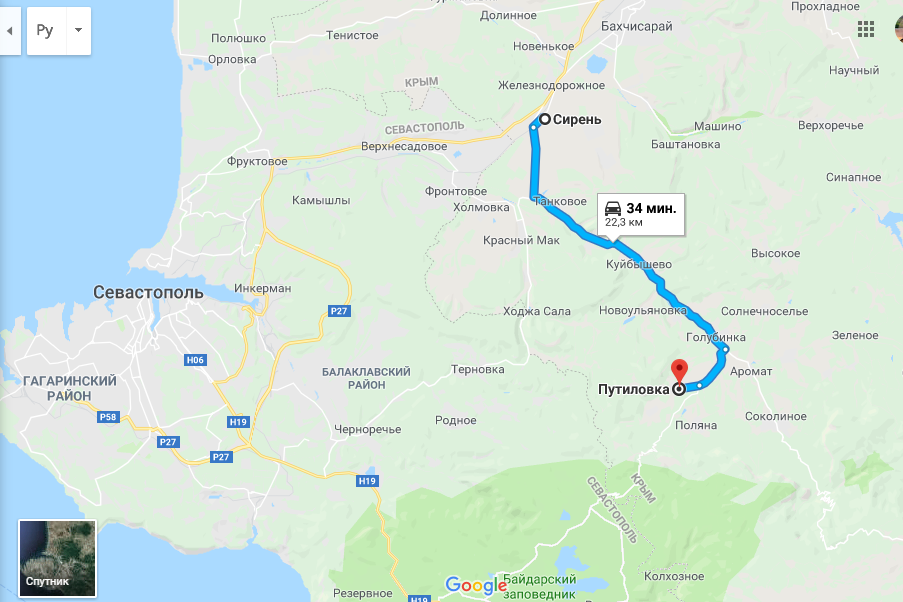 Ру
Долинное
Прохладное
Бахчисарай
Полюшко
Тенистое
Новенькое
Орловка
Научный
КРЫМ
Железнодорожное
Сирень
СЕВАСТОПОЛЬ
Машино
Верхоречье
Верхнесадовое
Баштановка
Фруктовое
Синапное
Фронтовое
Камышлы
Холмовка
Танковое
34 мин.
22,3 км
Красный Мак
Высокое
Куйбышево
Севастополь
Инкерман
P27
Ходжа Сала
Новоульяновка
Солнечноселье
Голубинка
Зеленое
H06
ГАГАРИНСКИЙ
РАЙОН
БАЛАКЛАВСКИЙ
РАЙОН
Терновка
Аромат
Путиловка
P58
H19
Родное
Соколиное
Черноречье
Поляна
P27
P27
H19
СЕВАСТОПОЛЬ
КРЫМ
Спутник
Google
Байдарский
заповедник
Колхозное
Резервное
H19